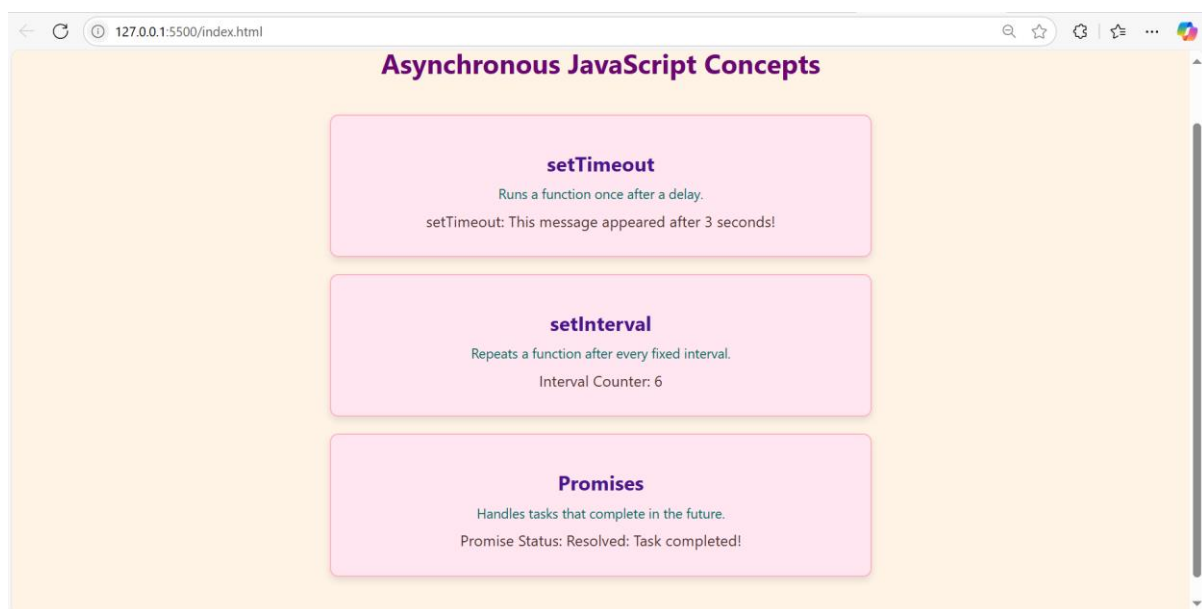 127.0.0.1:5500/index.html
Asynchronous JavaScript Concepts
setTimeout
Runs a function once after a delay.
setTimeout: This message appeared after 3 seconds!
setInterval
Repeats a function after every fixed interval.
Interval Counter: 6
Promises
Handles tasks that complete in the future.
Promise Status: Resolved: Task completed!